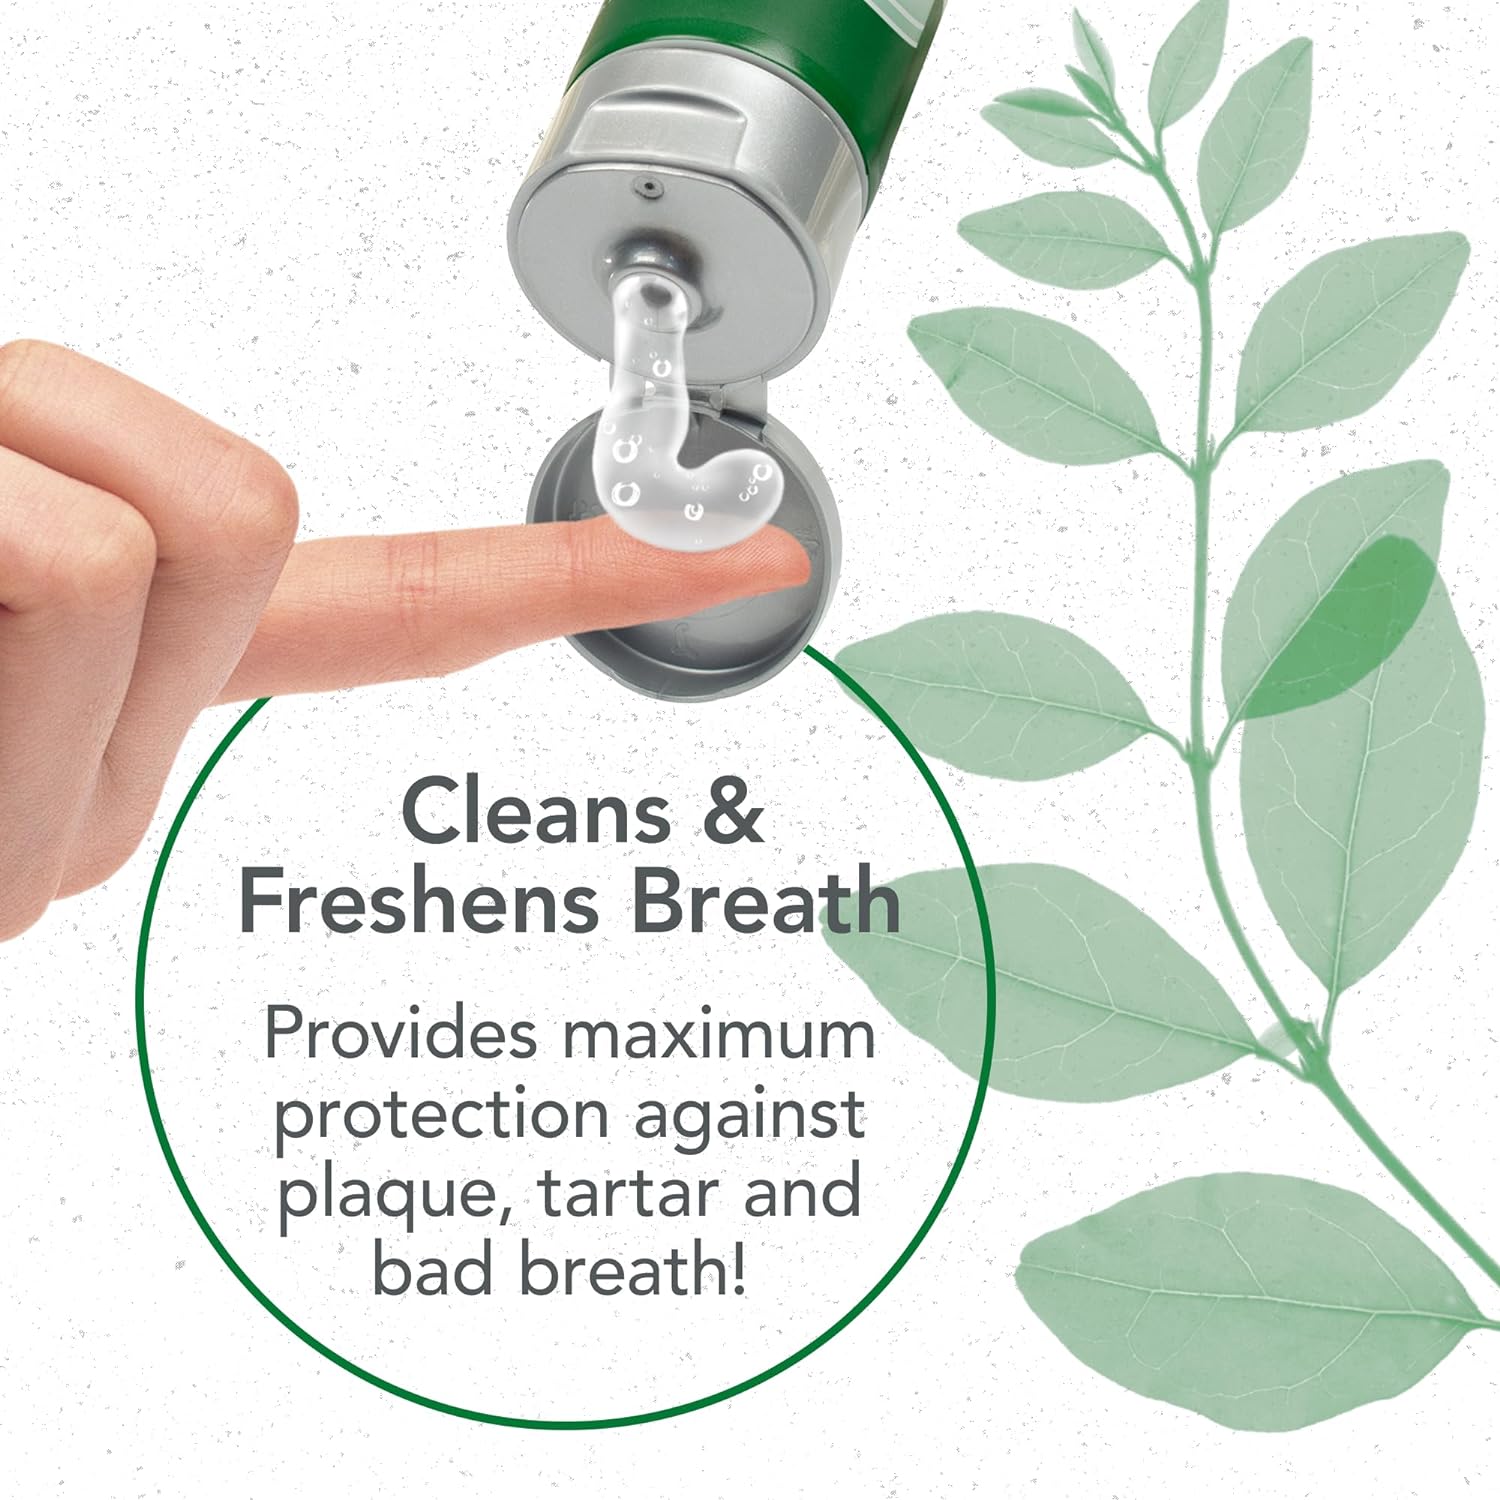 Cleans &
Freshens Breath
Provides maximum
protection against
plaque, tartar and
bad breath!